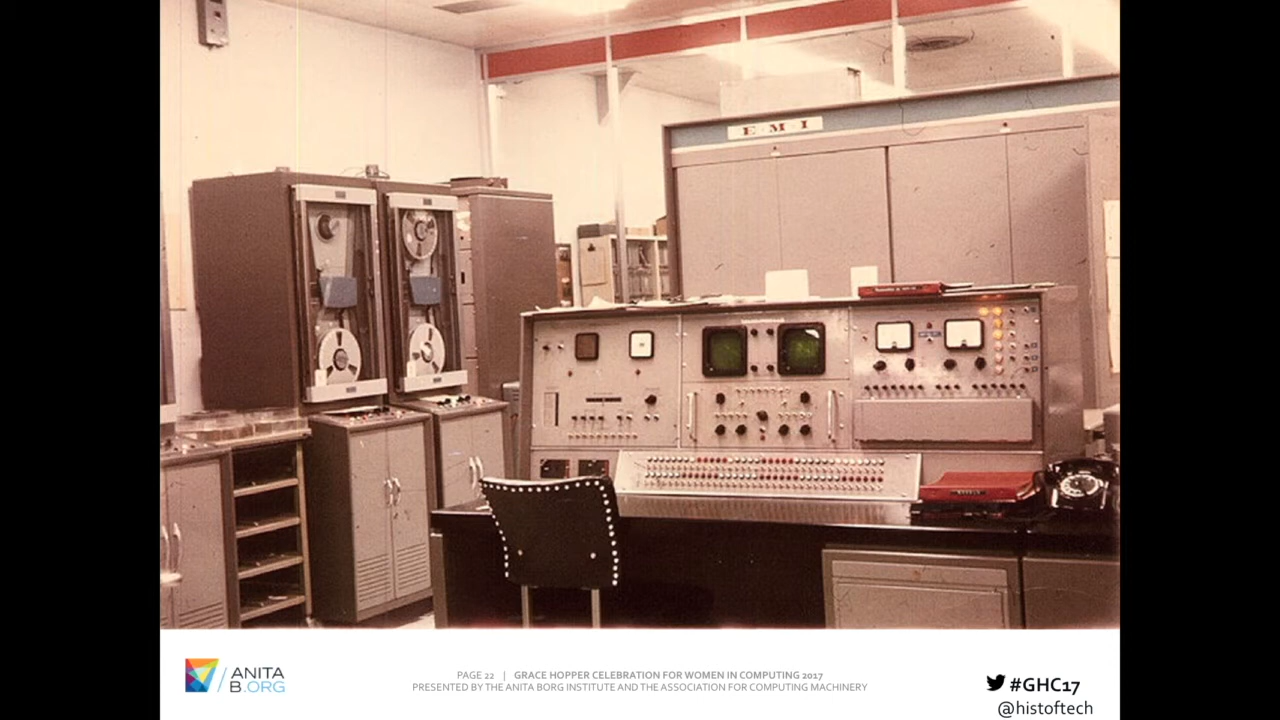 E M I
ANITA
B.ORG
PAGE 22 | GRACE HOPPER CELEBRATION FOR WOMEN IN COMPUTING 2017
PRESENTED BY THE ANITA BORG INSTITUTE AND THE ASSOCIATION FOR COMPUTING MACHINERY
#GHC17
@histoftech